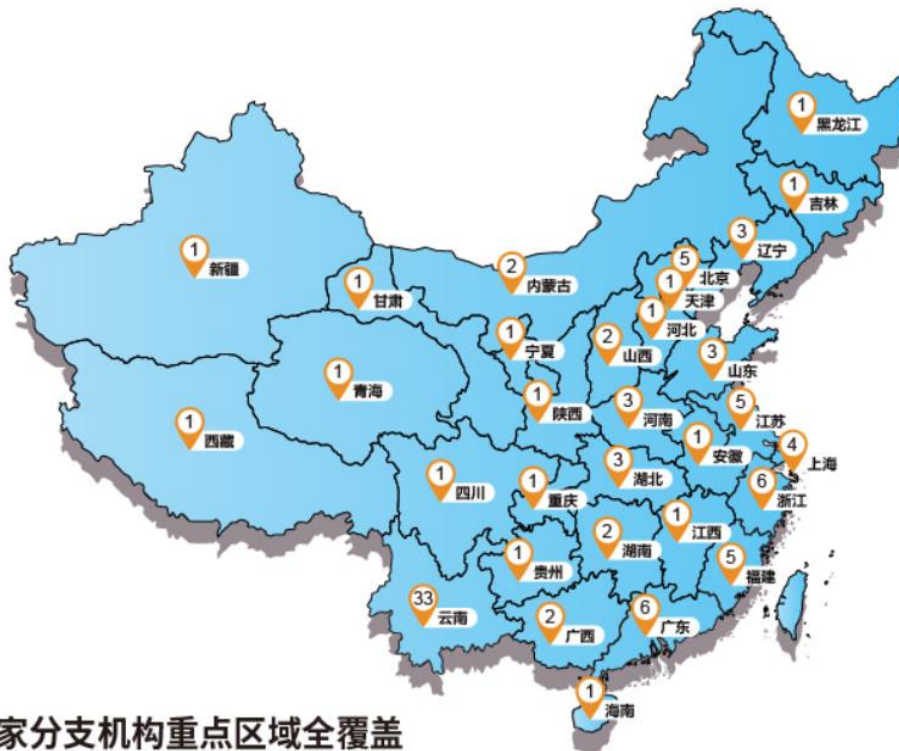 1
黑龙江
1
吉林
3
辽宁
1
新疆
2
内蒙古
5
北京
1
甘肃
1
天津
1
河北
1
宁夏
2
山西
3
山东
1
青海
1
陕西
3
河南
5
江苏
1
西藏
1
安徽
4
上海
3
湖北
1
四川
1
重庆
6
浙江
1
江西
2
湖南
1
贵州
5
福建
33
云南
2
广西
6
广东
1
海南
家分支机构重点区域全覆盖